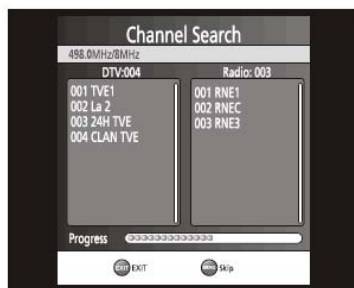 Channel Search
498.0MHz/8MHz
DTV:004 Radio: 003
001 TVE1
002 La 2
003 24H TVE
004 CLAN TVE
001 RNE1
002 RNEC
003 RNE3
Progress
EXIT EXIT MENU Skip